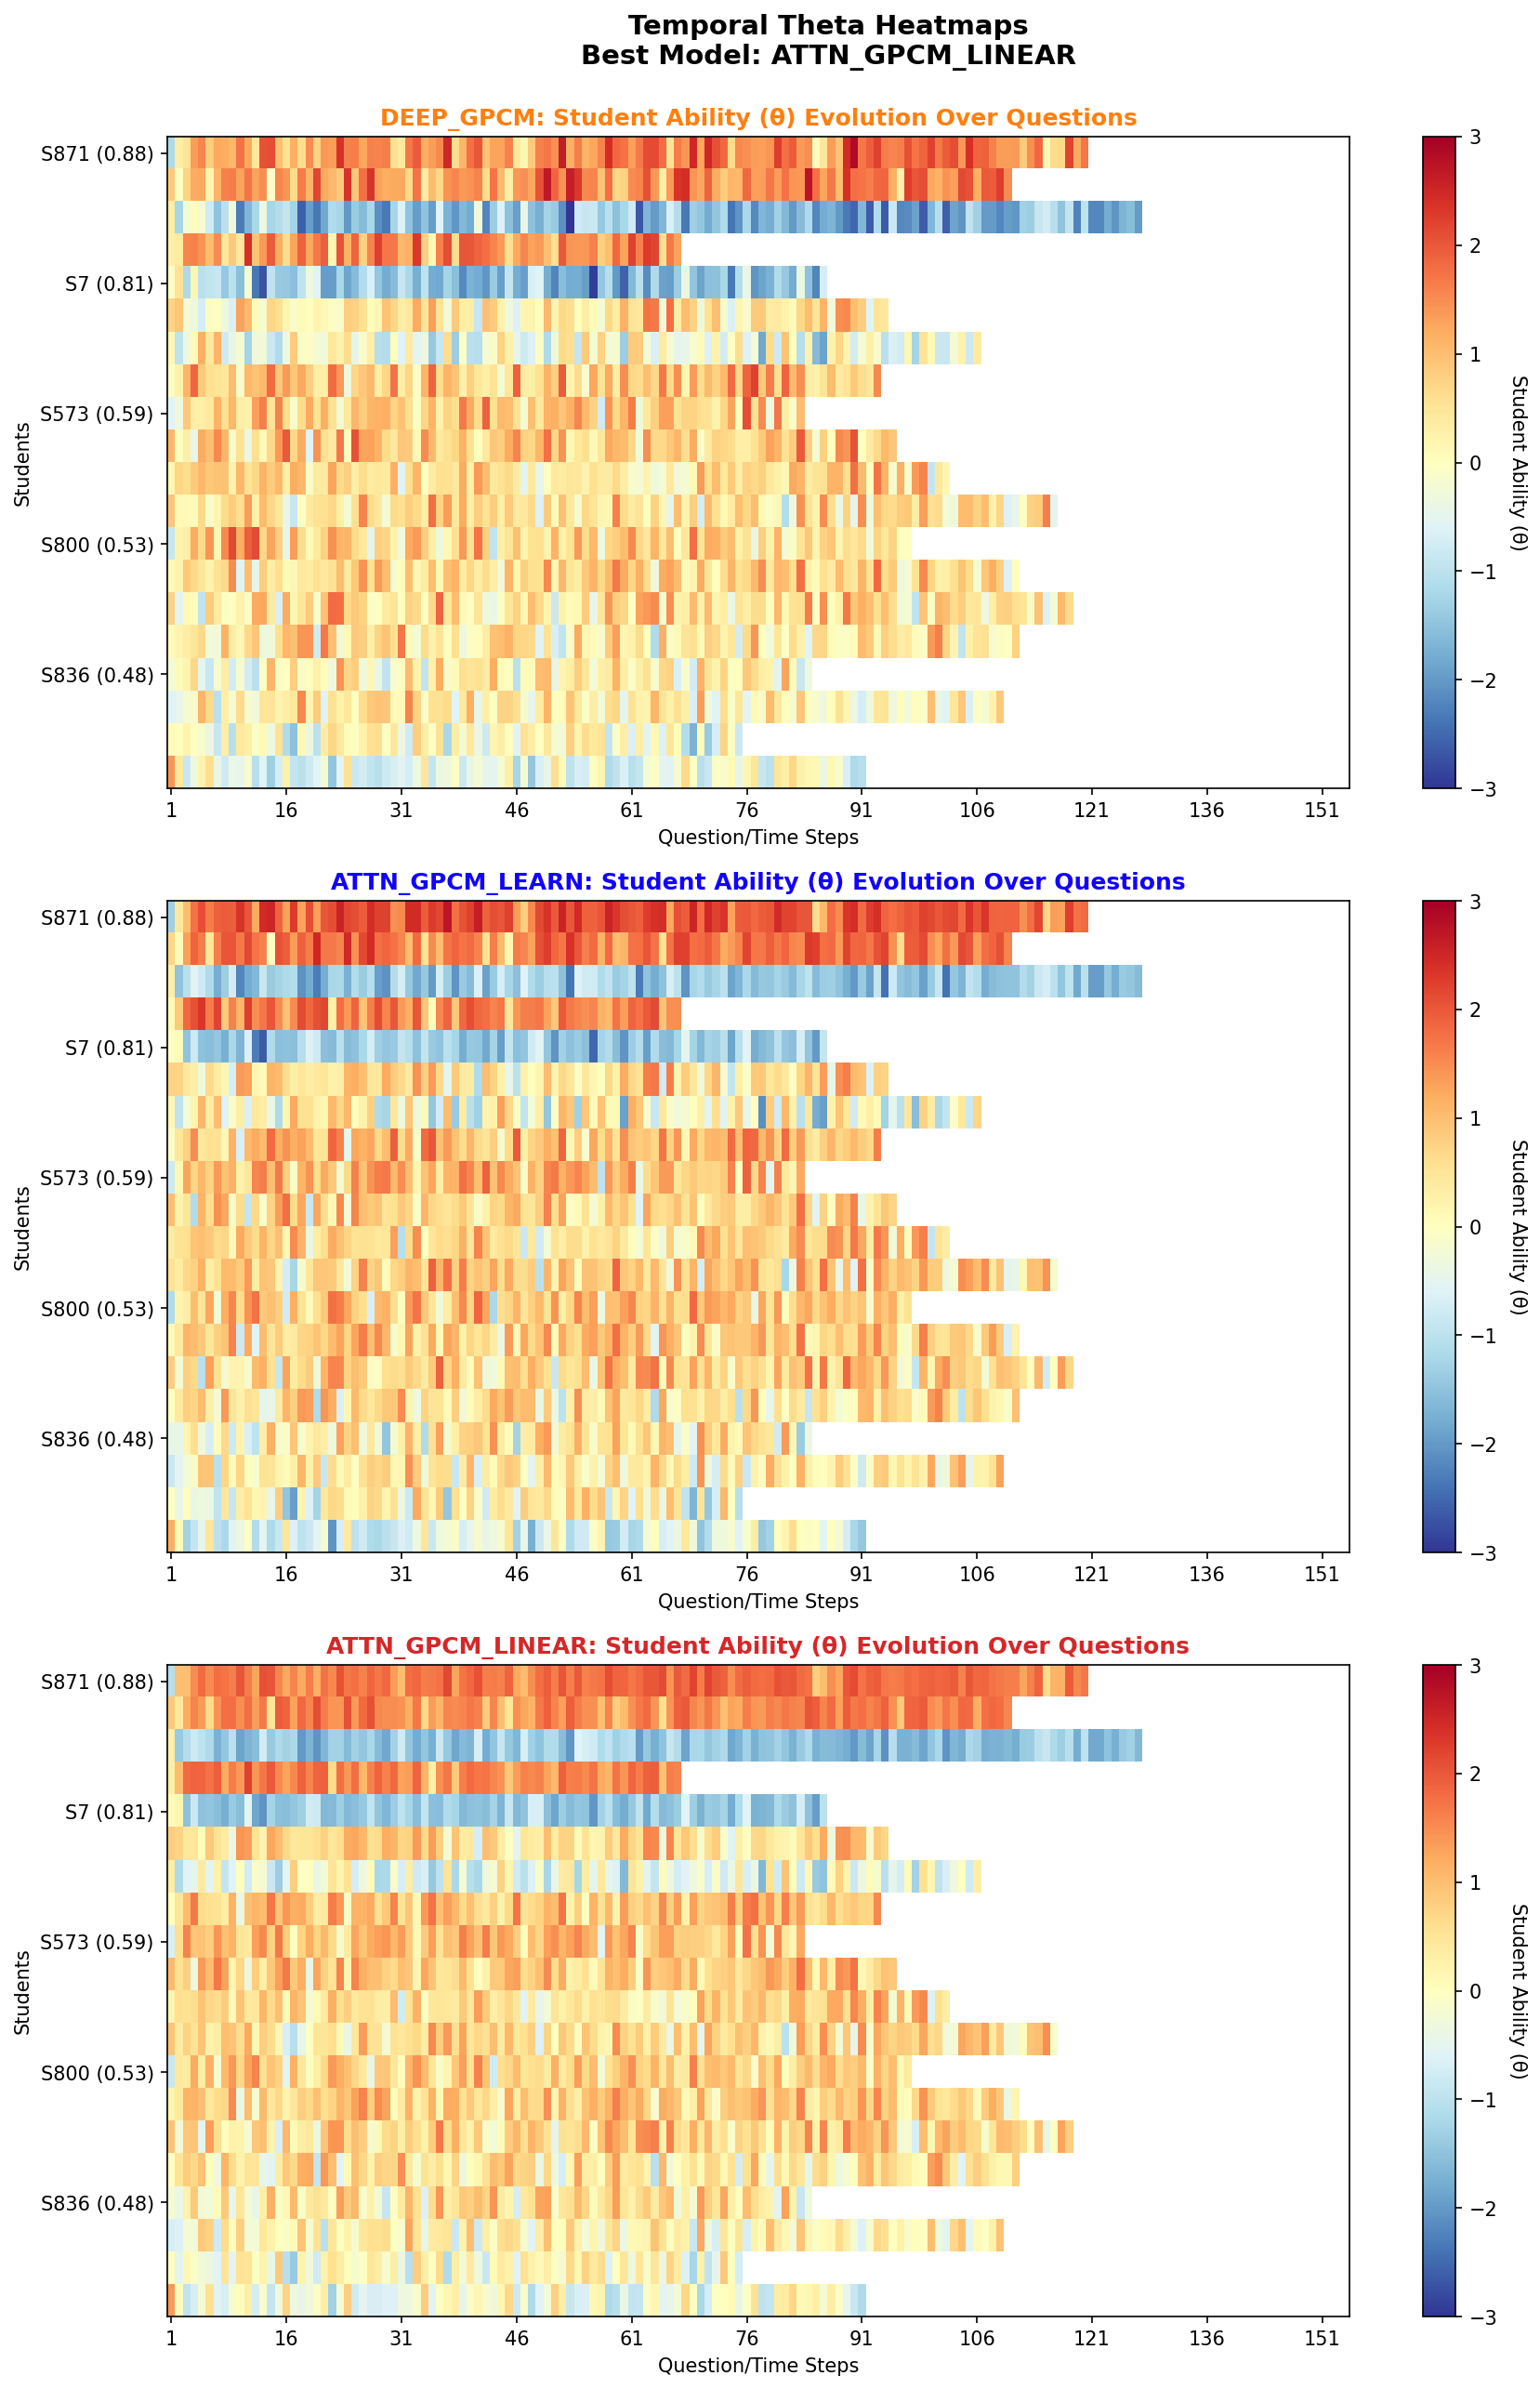 Temporal Theta Heatmaps
Best Model: ATTN_GPCM_LINEAR
DEEP_GPCM: Student Ability (θ) Evolution Over Questions
Students
S871 (0.88)
S7 (0.81)
S573 (0.59)
S800 (0.53)
S836 (0.48)
1 16 31 46 61 76 91 106 121 136 151
Question/Time Steps
3
2
1
0
−1
−2
−3
Student Ability (θ)
ATTN_GPCM_LEARN: Student Ability (θ) Evolution Over Questions
Students
S871 (0.88)
S7 (0.81)
S573 (0.59)
S800 (0.53)
S836 (0.48)
1 16 31 46 61 76 91 106 121 136 151
Question/Time Steps
3
2
1
0
−1
−2
−3
Student Ability (θ)
ATTN_GPCM_LINEAR: Student Ability (θ) Evolution Over Questions
Students
S871 (0.88)
S7 (0.81)
S573 (0.59)
S800 (0.53)
S836 (0.48)
1 16 31 46 61 76 91 106 121 136 151
Question/Time Steps
3
2
1
0
−1
−2
−3
Student Ability (θ)